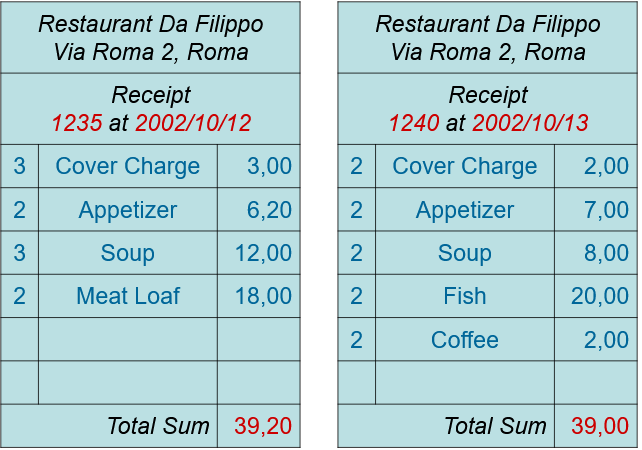 Restaurant Da Filippo
Via Roma 2, Roma
Receipt
1235 at 2002/10/12
3 Cover Charge 3,00
2 Appetizer 6,20
3 Soup 12,00
2 Meat Loaf 18,00
Total Sum 39,20
Restaurant Da Filippo
Via Roma 2, Roma
Receipt
1240 at 2002/10/13
2 Cover Charge 2,00
2 Appetizer 7,00
2 Soup 8,00
2 Fish 20,00
2 Coffee 2,00
Total Sum 39,00